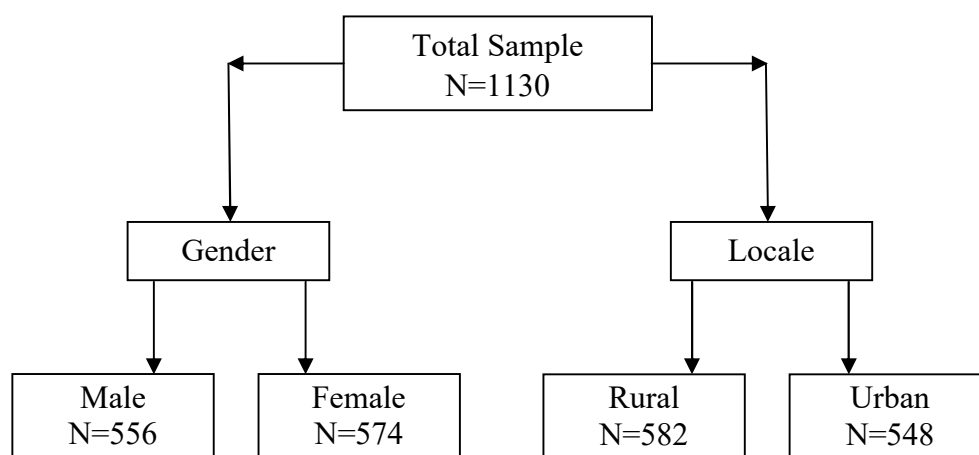 Total Sample
N=1130
Gender
Locale
Male
N=556
Female
N=574
Rural
N=582
Urban
N=548